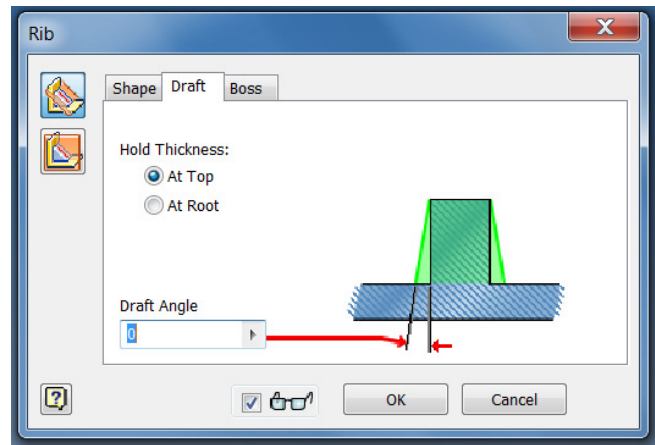 Rib
X
Shape Draft Boss
Hold Thickness:
At Top
At Root
Draft Angle
0
?
OK Cancel